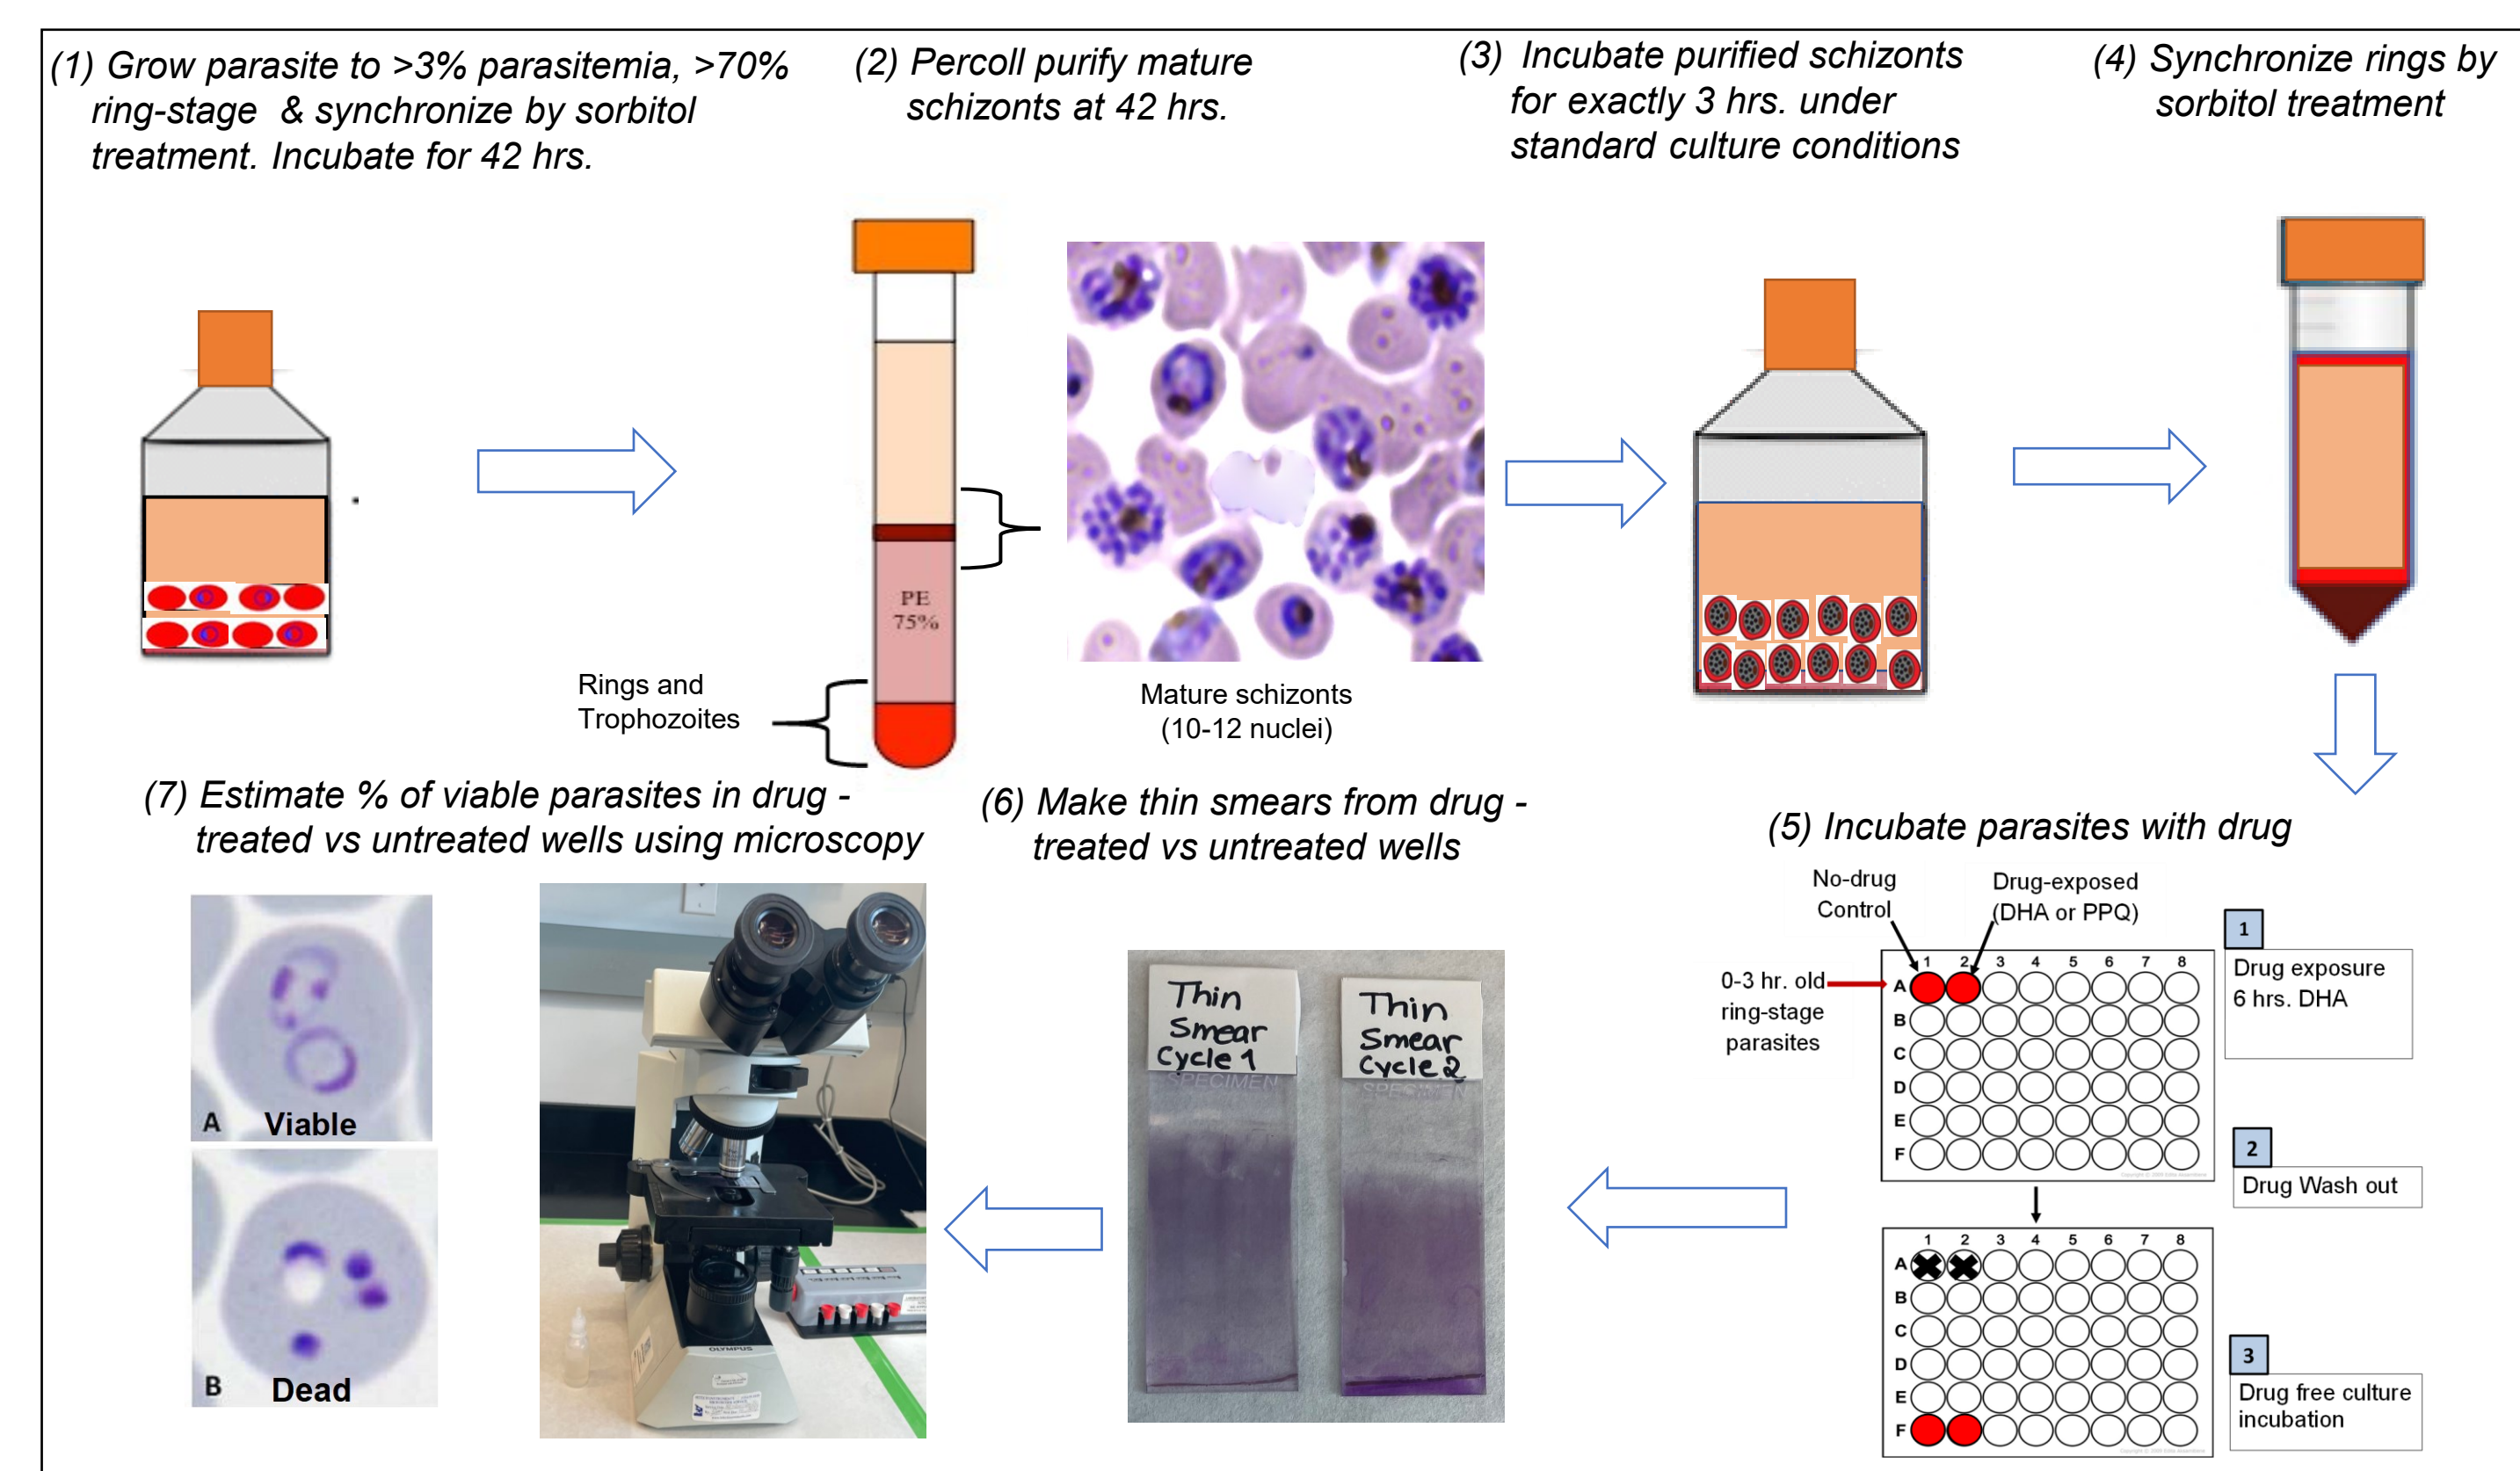 (1) Grow parasite to >3% parasitemia, >70%
ring-stage & synchronize by sorbitol
treatment. Incubate for 42 hrs.
(2) Percoll purify mature
schizonts at 42 hrs.
(3) Incubate purified schizonts
for exactly 3 hrs. under
standard culture conditions
(4) Synchronize rings by
sorbitol treatment
PE
75%
Rings and
Trophozoites
Mature schizonts
(10-12 nuclei)
(5) Incubate parasites with drug
No-drug
Control
Drug-exposed
(DHA or PPQ)
0-3 hr. old
ring-stage
parasites
1 2 3 4 5 6 7 8
A
B
C
D
E
F
1
Drug exposure
6 hrs. DHA
2
Drug Wash out
1 2 3 4 5 6 7 8
A
B
C
D
E
F
3
Drug free culture
incubation
(6) Make thin smears from drug -
treated vs untreated wells
Thin
Smear
Cycle 1
SPECIMEN
Thin
Smear
Cycle 2
SPECIMEN
(7) Estimate % of viable parasites in drug -
treated vs untreated wells using microscopy
A Viable
B Dead
OLYMPUS